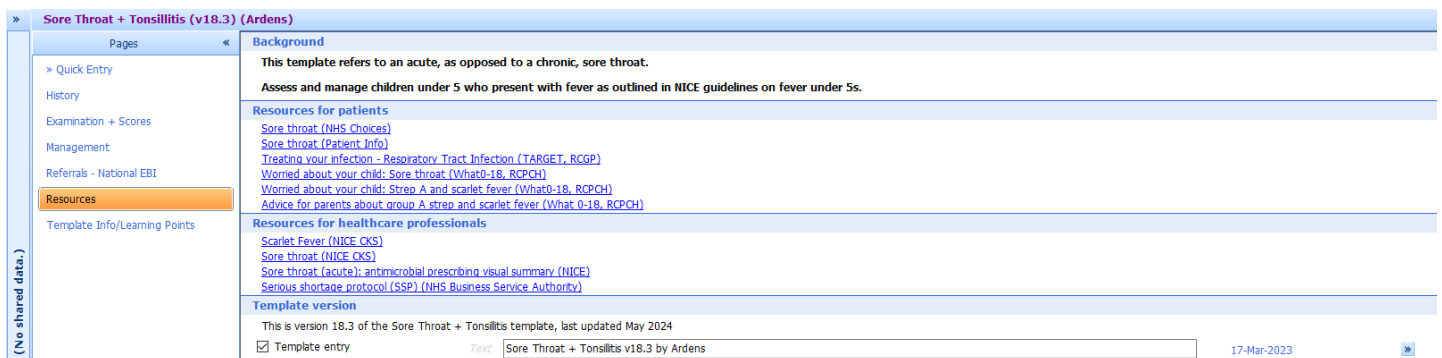 »
Sore Throat + Tonsillitis (v18.3) (Ardens)
Pages «
» Quick Entry
History
Examination + Scores
Management
Referrals - National EBI
Resources
Template Info/Learning Points
(No shared data.)
Background
This template refers to an acute, as opposed to a chronic, sore throat.
Assess and manage children under 5 who present with fever as outlined in NICE guidelines on fever under 5s.
Resources for patients
Sore throat (NHS Choices)
Sore throat (Patient Info)
Treating your infection - Respiratory Tract Infection (TARGET, RCGP)
Worried about your child: Sore throat (What0-18, RCPCH)
Worried about your child: Strep A and scarlet fever (What0-18, RCPCH)
Advice for parents about group A strep and scarlet fever (What 0-18, RCPCH)
Resources for healthcare professionals
Scarlet Fever (NICE CKS)
Sore throat (NICE CKS)
Sore throat (acute): antimicrobial prescribing visual summary (NICE)
Serious shortage protocol (SSP) (NHS Business Service Authority)
Template version
This is version 18.3 of the Sore Throat + Tonsillitis template, last updated May 2024
Template entry Text Sore Throat + Tonsillitis v18.3 by Ardens 17-Mar-2023 »